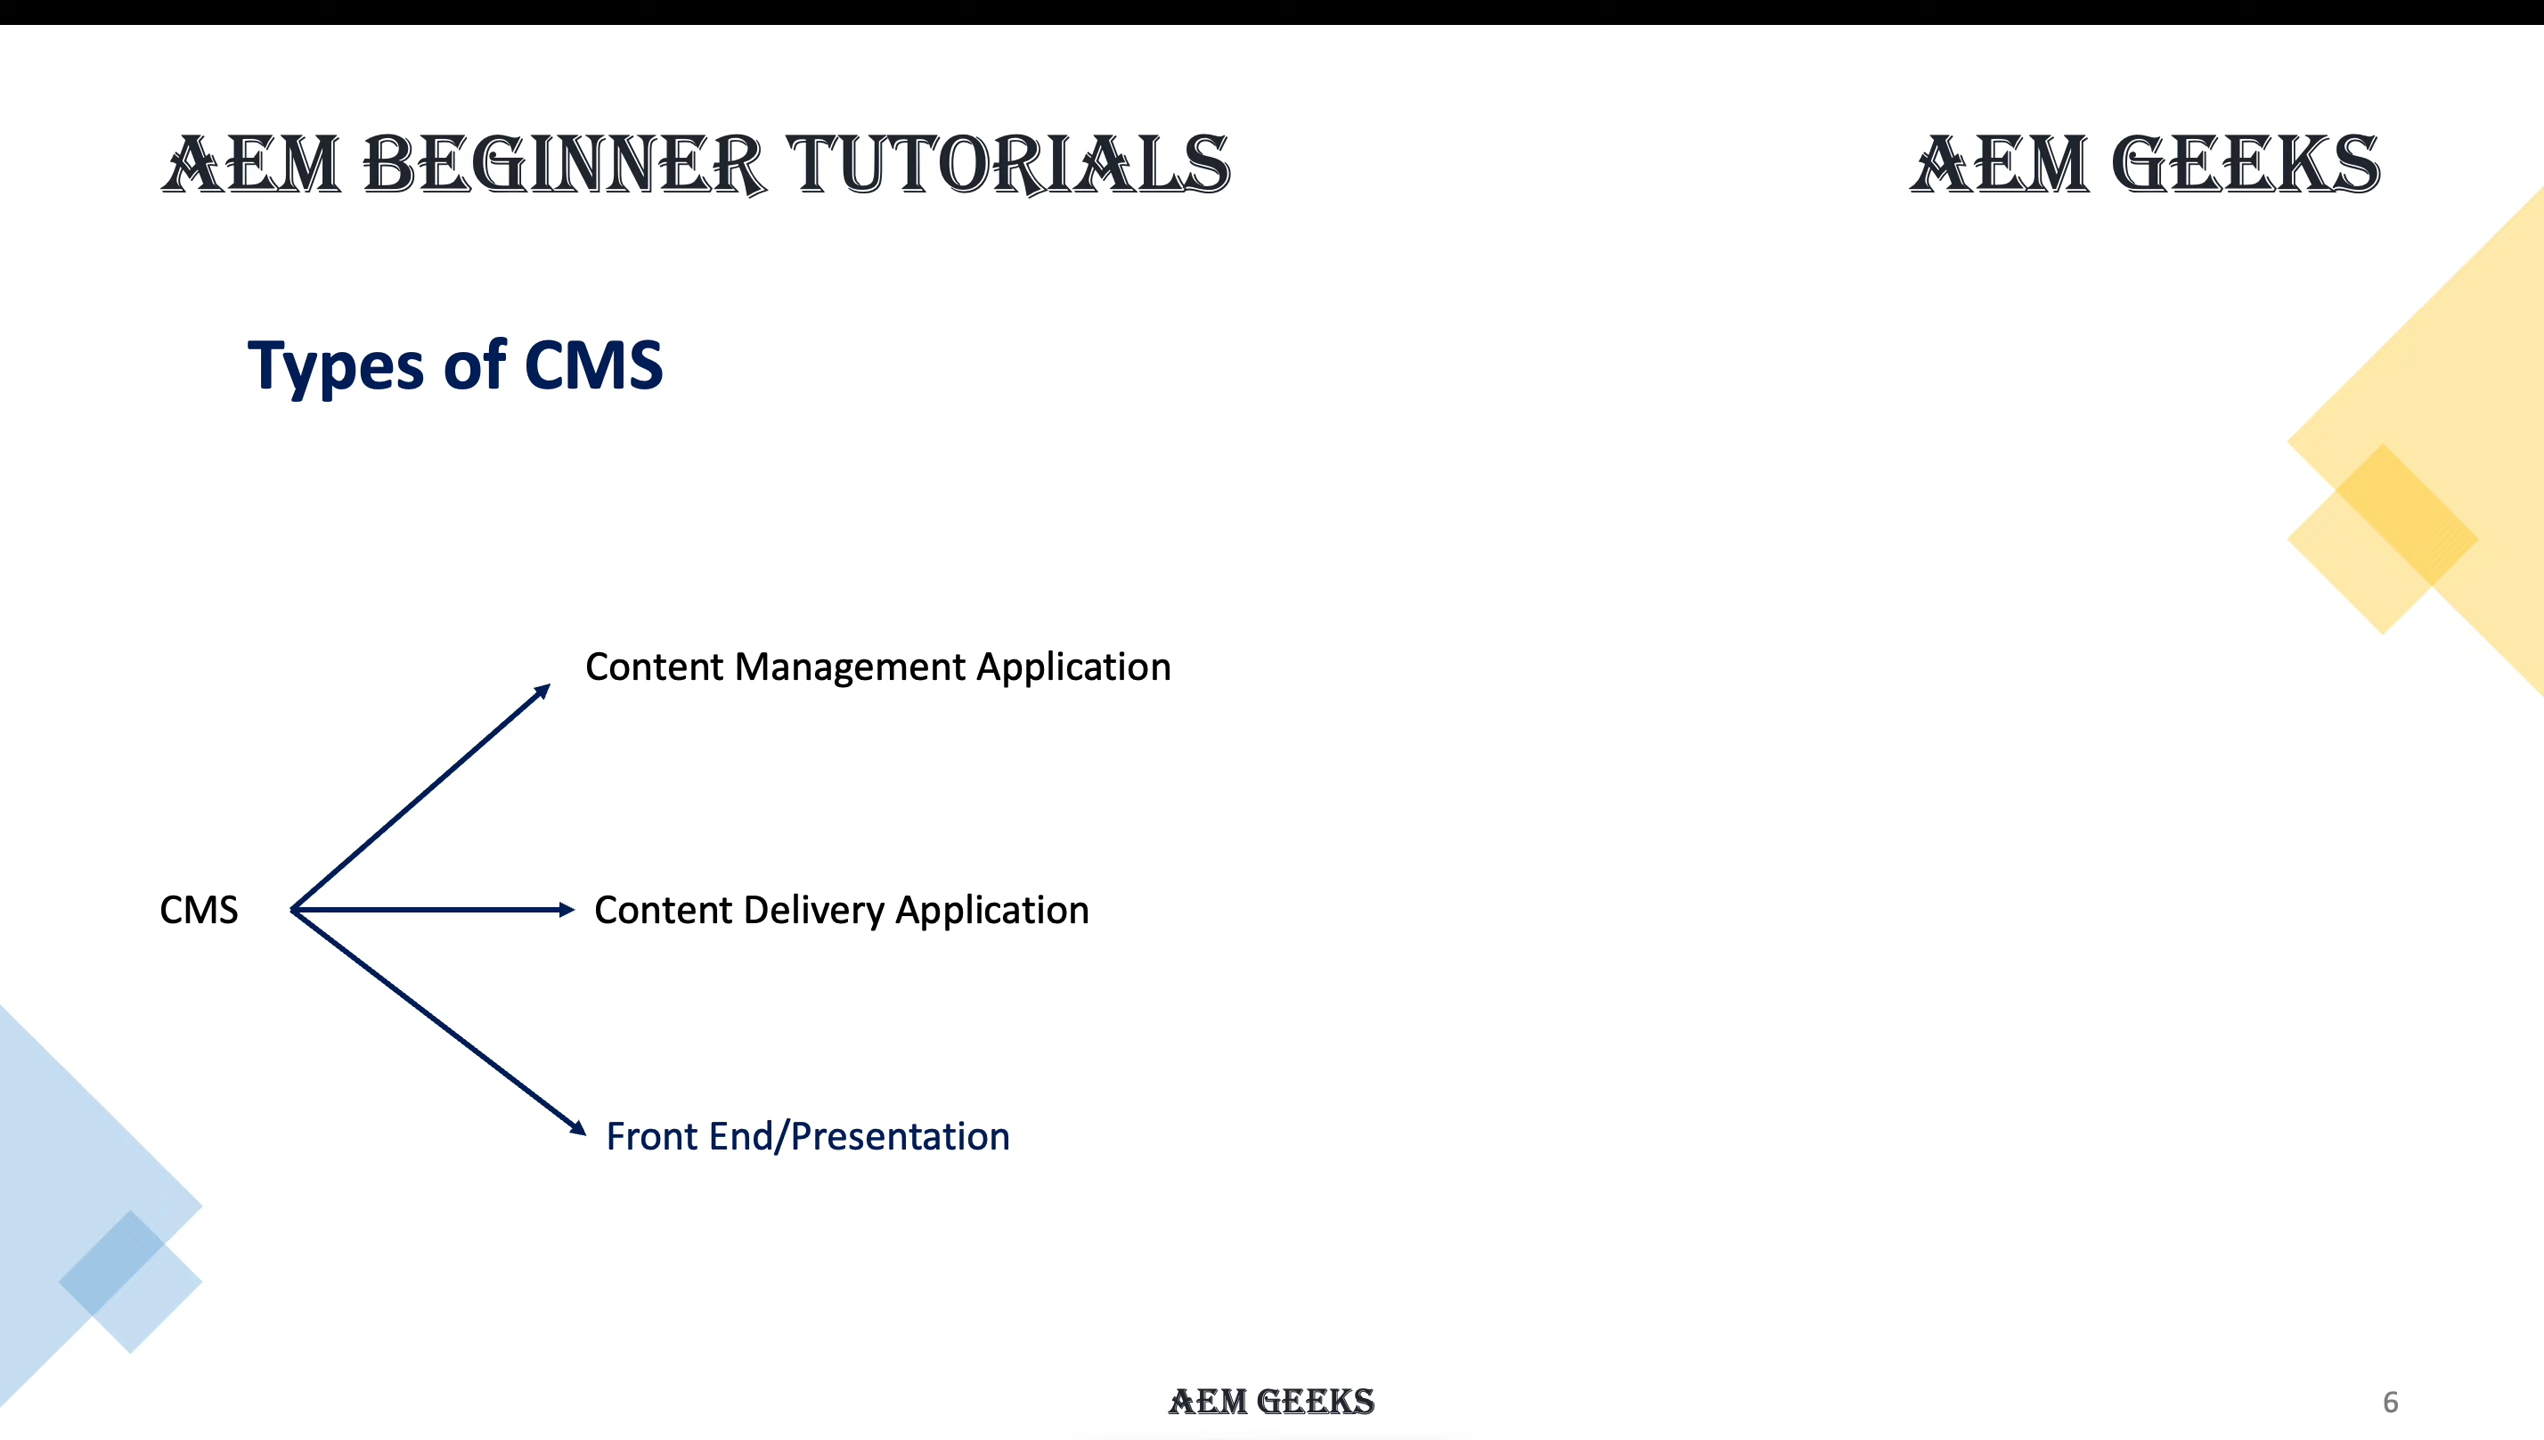 AEM BEGINNER TUTORIALS
AEM GEEKS
Types of CMS
Content Management Application
CMS
Content Delivery Application
Front End/Presentation
AEM GEEKS
6